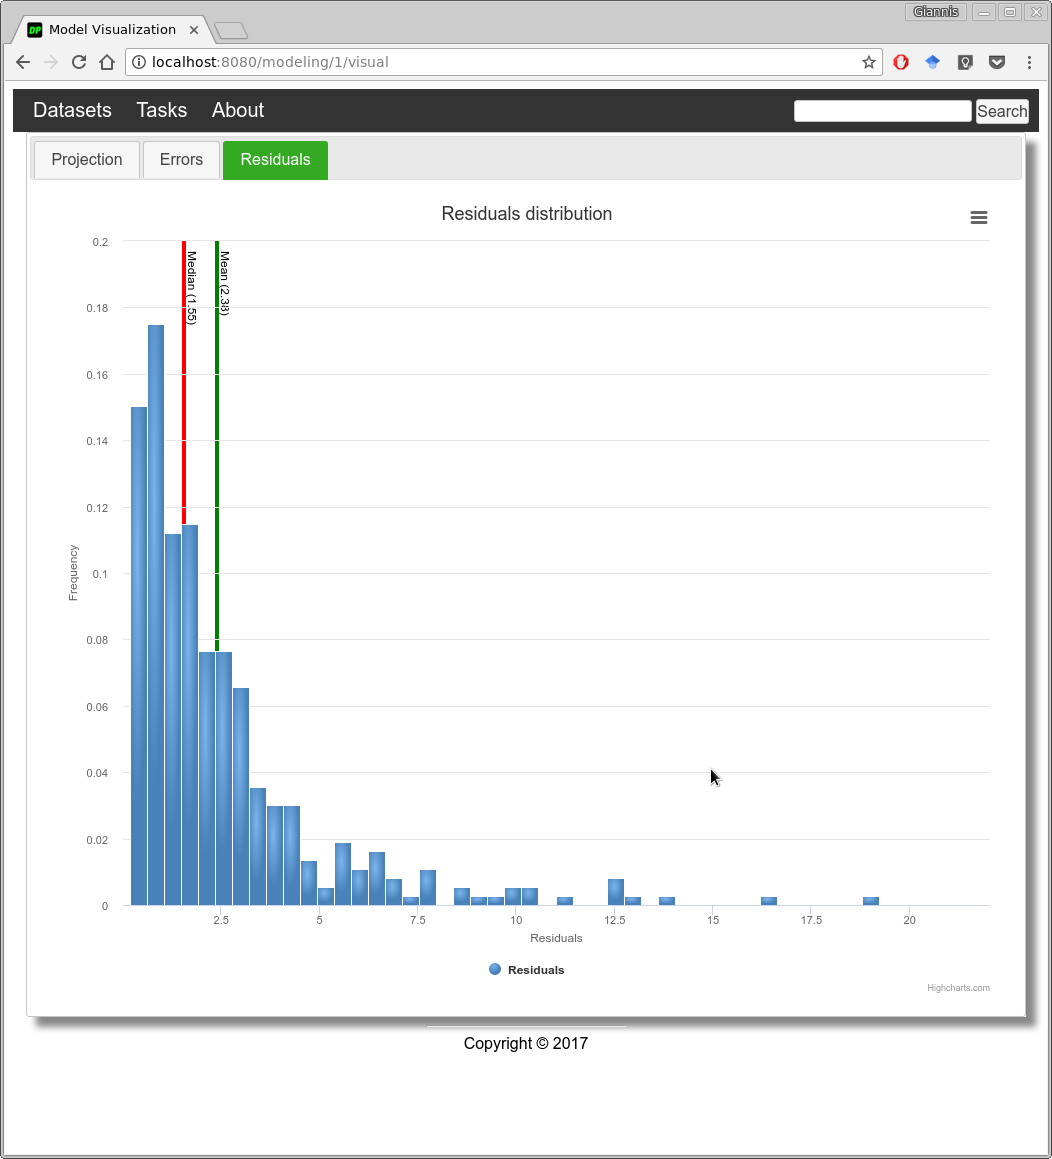 Giannis
DP Model Visualization
localhost:8080/modeling/1/visual
Datasets Tasks About Search
Projection Errors Residuals
Residuals distribution
Median (1.55)
Mean (2.38)
0.2
0.18
0.16
0.14
0.12
0.1
0.08
0.06
0.04
0.02
0
Frequency
2.5 5 7.5 10 12.5 15 17.5 20
Residuals
Residuals
Highcharts.com
Copyright © 2017